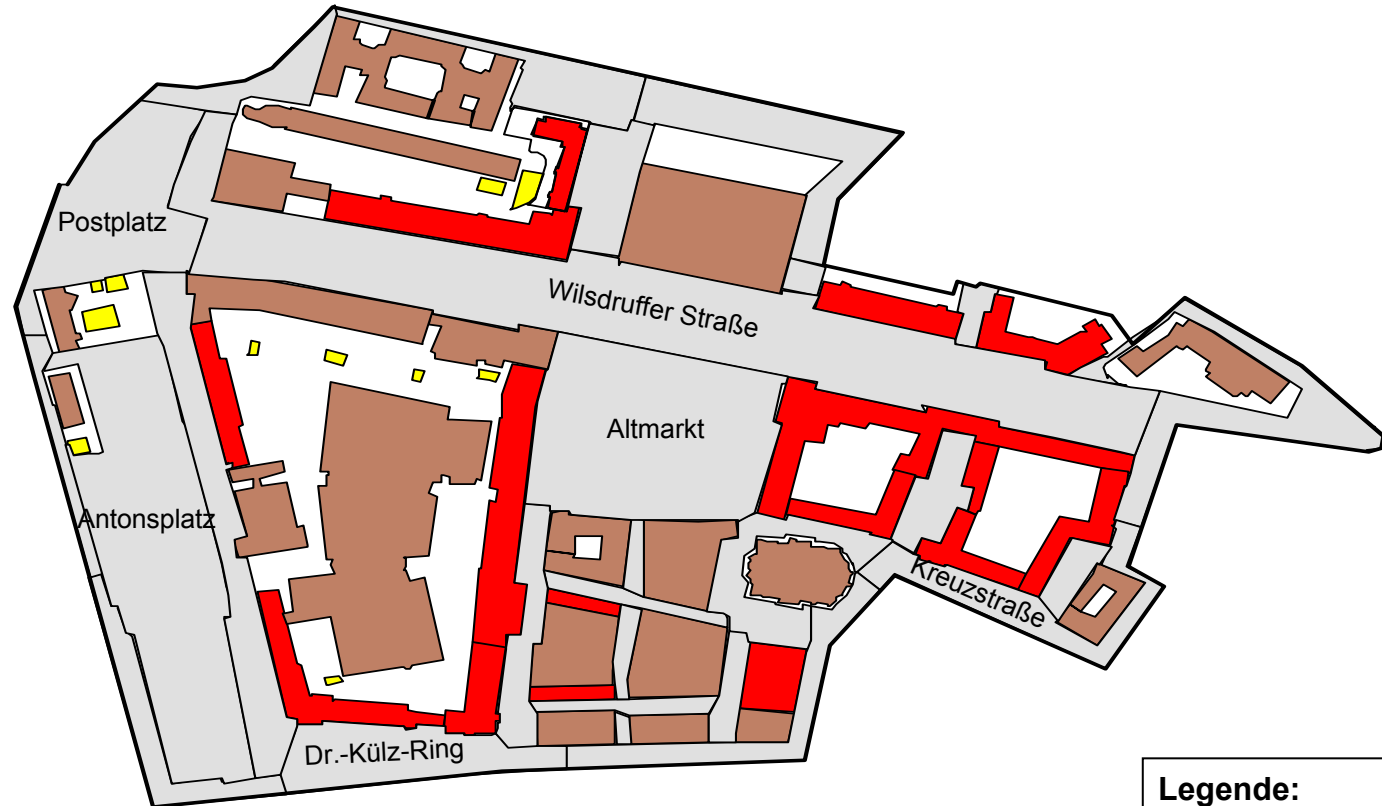 Postplatz
Wilsdruffer Straße
Altmarkt
Antonsplatz
Kreuzstraße
Dr.-Külz-Ring
Legende: